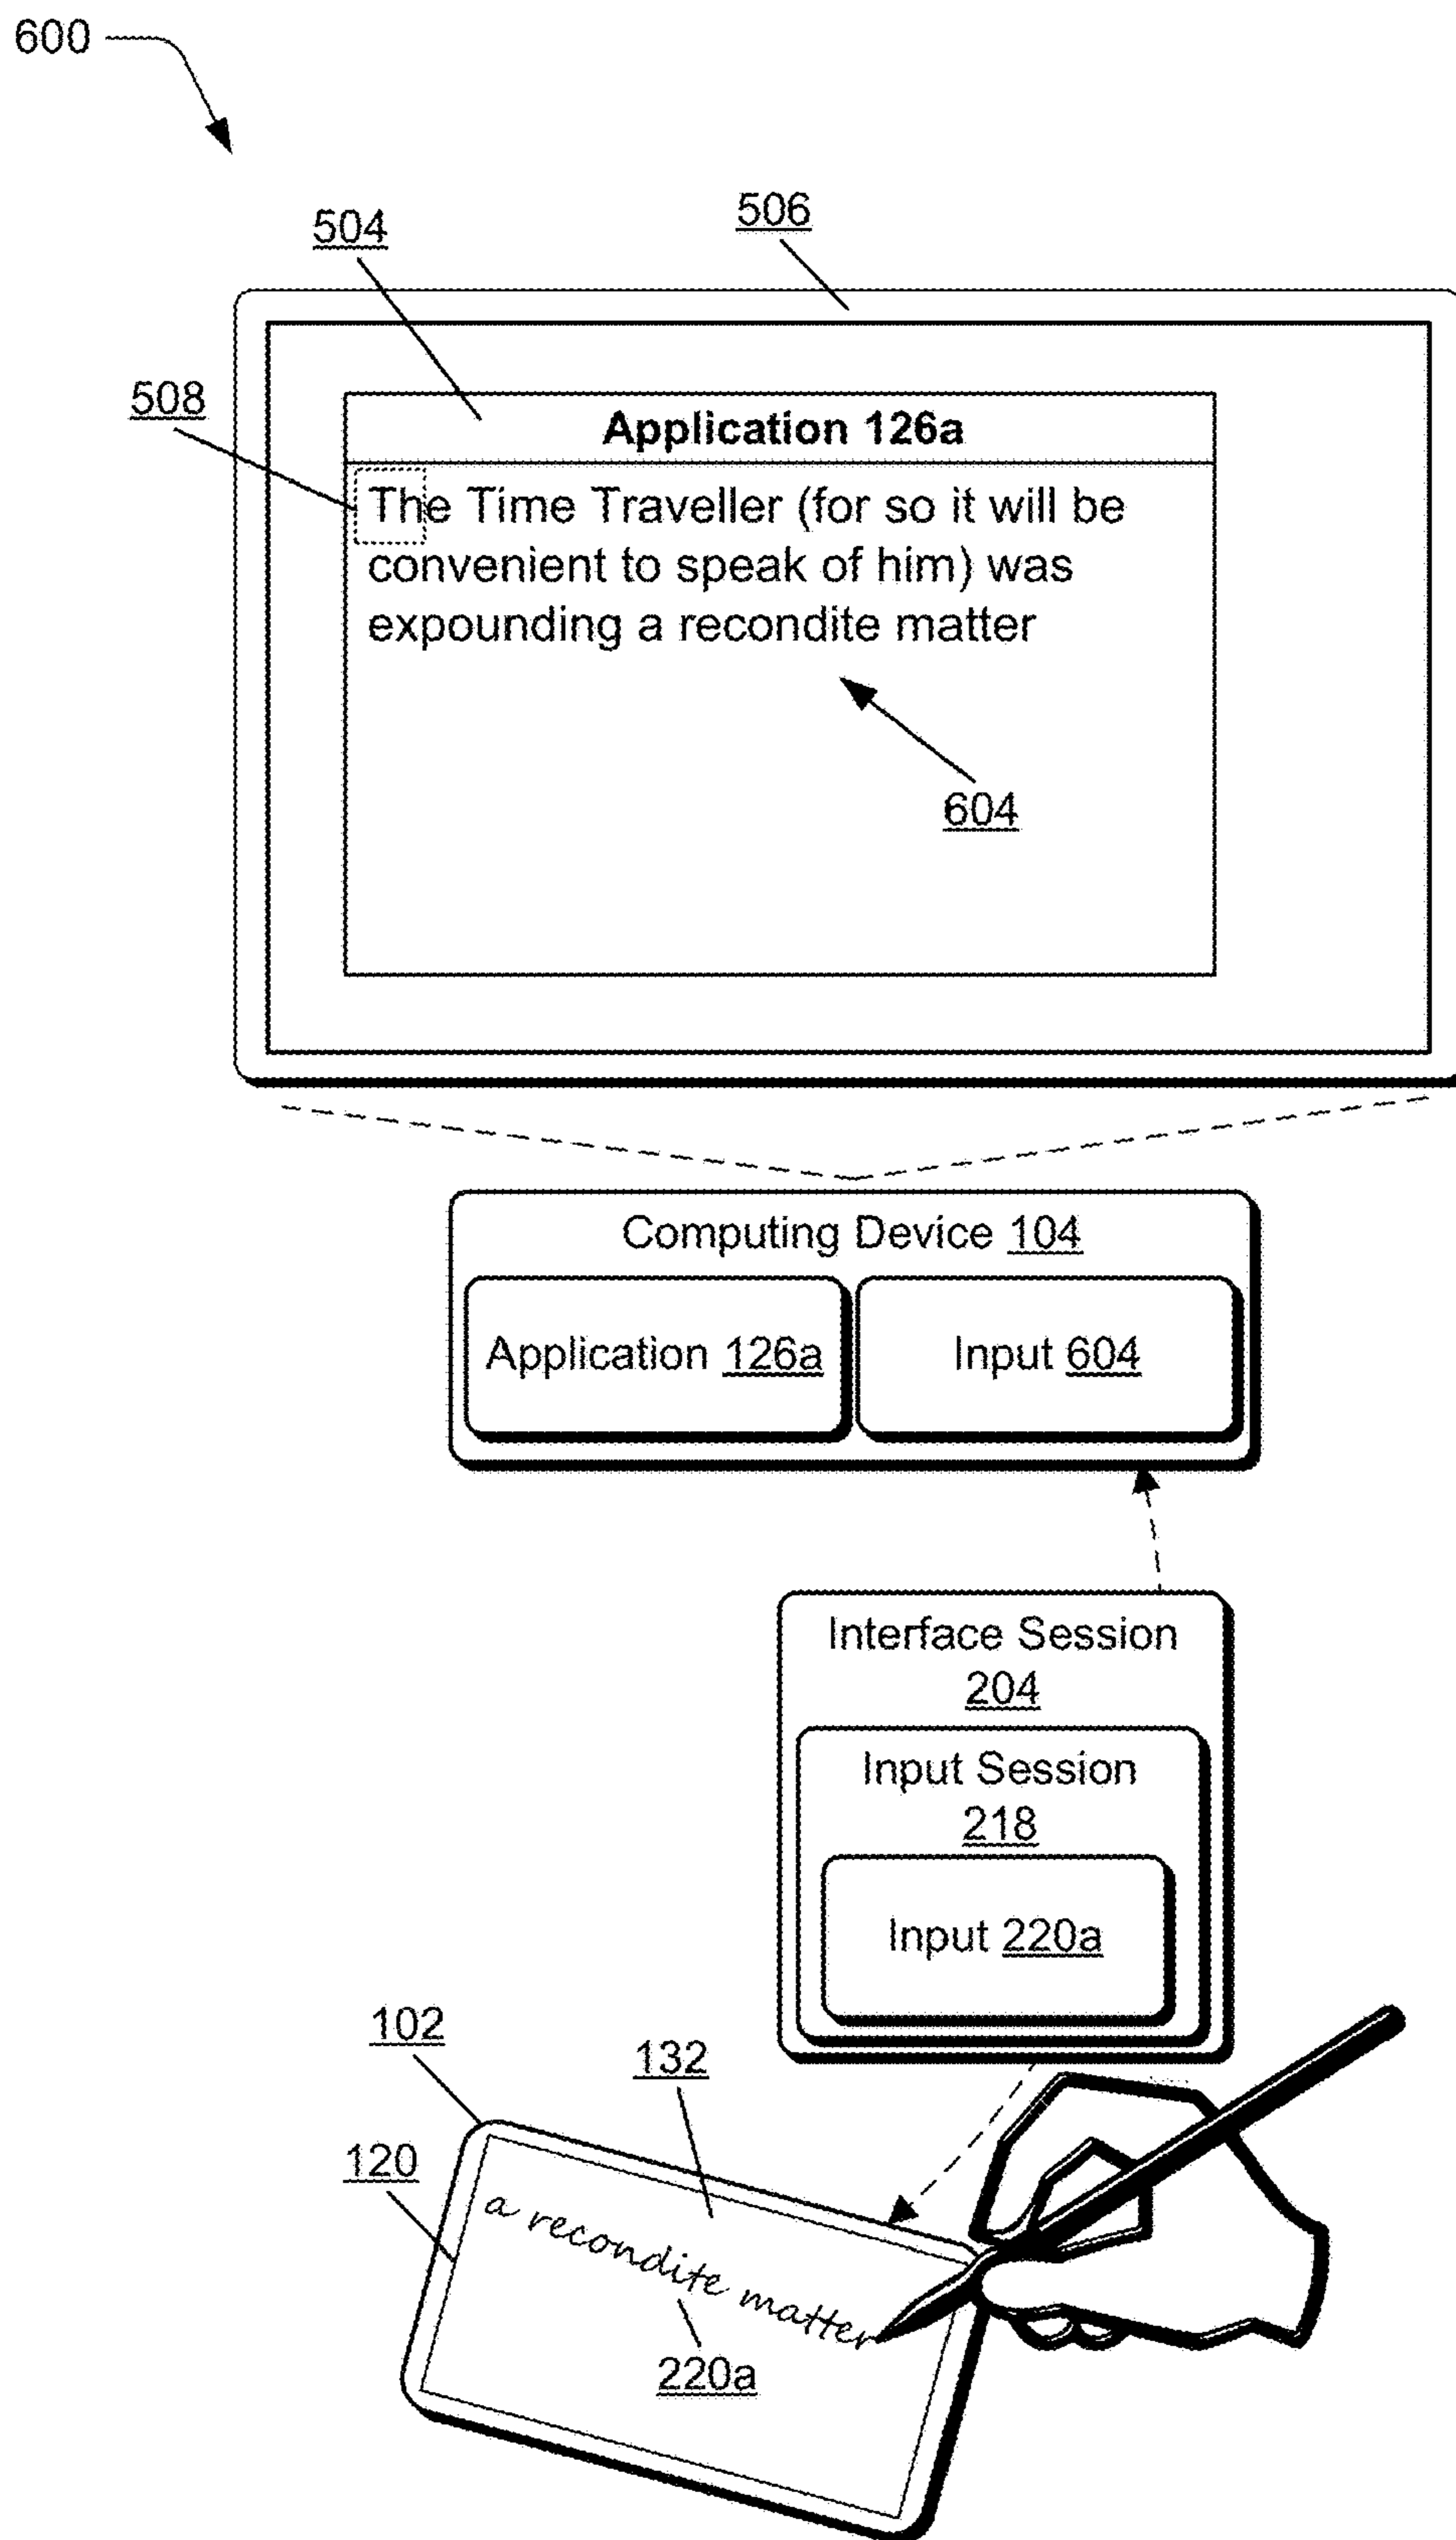 600
506
504
508
Application 126a
The Time Traveller (for so it will be
convenient to speak of him) was
expounding a recondite matter
604
Computing Device 104
Application 126a
Input 604
Interface Session
204
Input Session
218
Input 220a
102
132
120
a recondite matter
220a